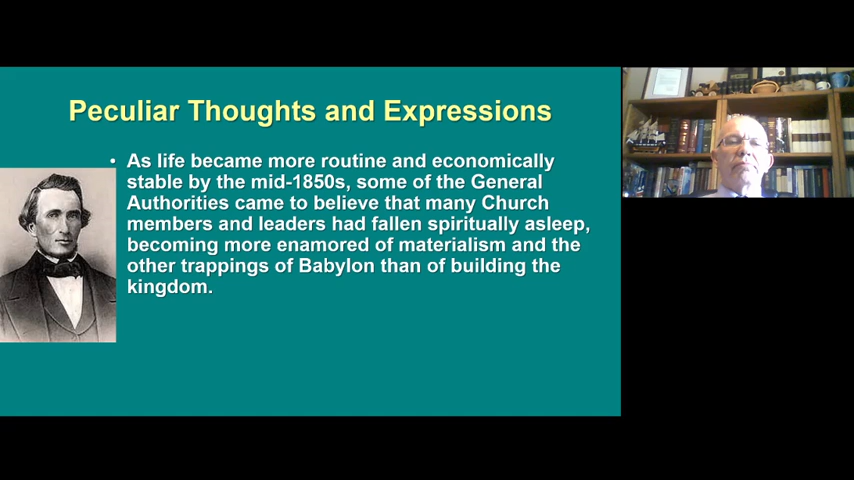 Peculiar Thoughts and Expressions
• As life became more routine and economically
stable by the mid-1850s, some of the General
Authorities came to believe that many Church
members and leaders had fallen spiritually asleep,
becoming more enamored of materialism and the
other trappings of Babylon than of building the
kingdom.